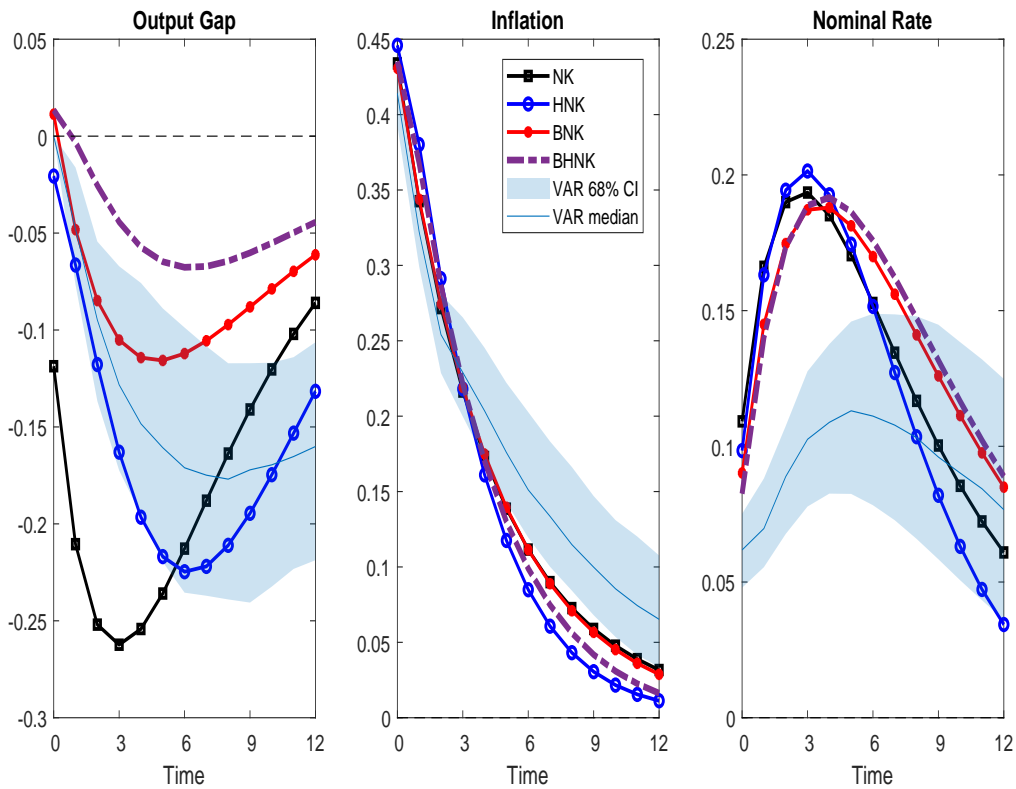 Output Gap
0.05
0
-0.05
-0.1
-0.15
-0.2
-0.25
-0.3
0 3 6 9 12
Time
Inflation
0.45
0.4
0.35
0.3
0.25
0.2
0.15
0.1
0.05
0
NK
HNK
BNK
BHNK
VAR 68% CI
VAR median
0 3 6 9 12
Time
Nominal Rate
0.25
0.2
0.15
0.1
0.05
0
0 3 6 9 12
Time